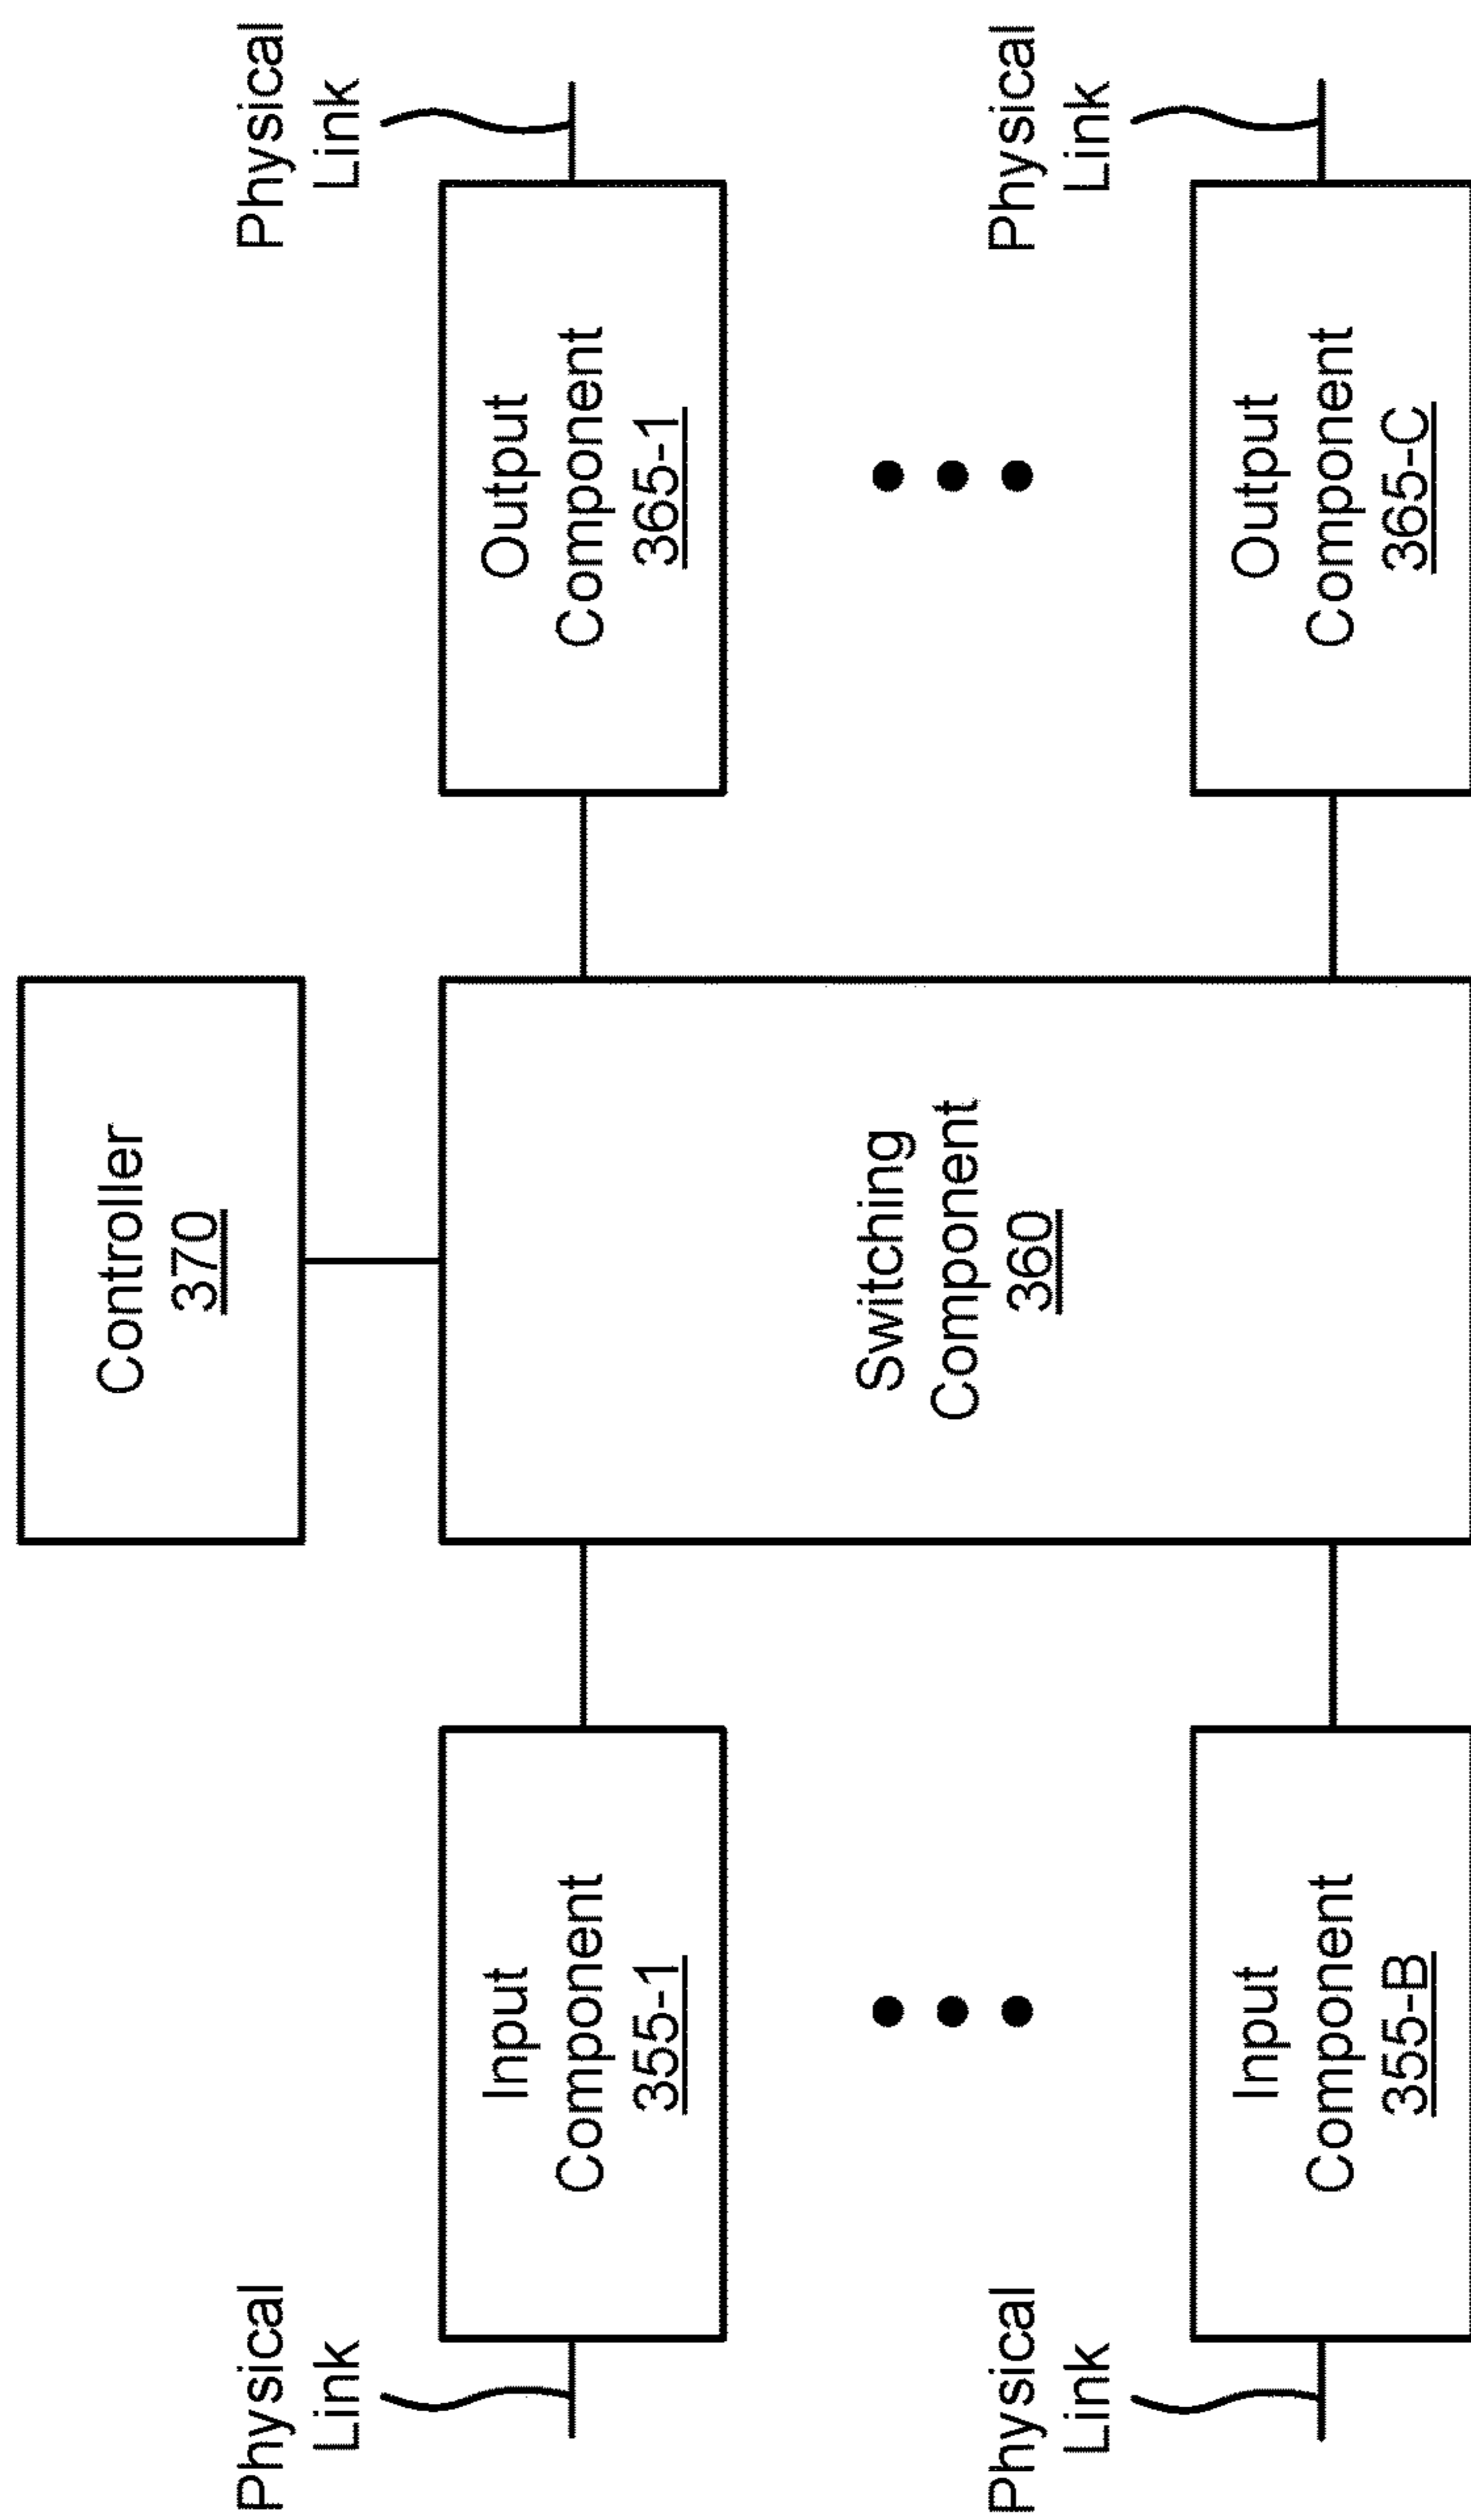 Controller
370
Physical
Link
Input
Component
355-1
Physical
Link
Input
Component
355-B
Switching
Component
360
Physical
Link
Output
Component
365-1
Physical
Link
Output
Component
365-C